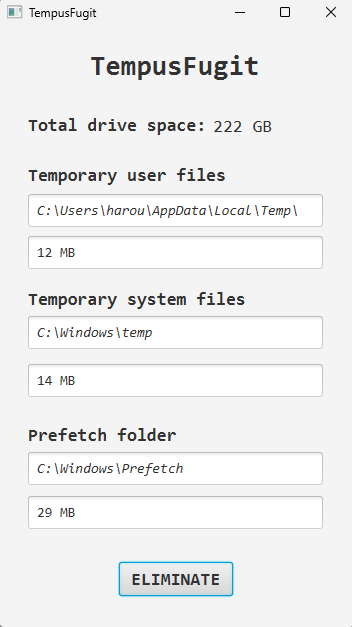 TempusFugit
TempusFugit
Total drive space: 222 GB
Temporary user files
C:\Users\harou\AppData\Local\Temp\
12 MB
Temporary system files
C:\Windows\temp
14 MB
Prefetch folder
C:\Windows\Prefetch
29 MB
ELIMINATE